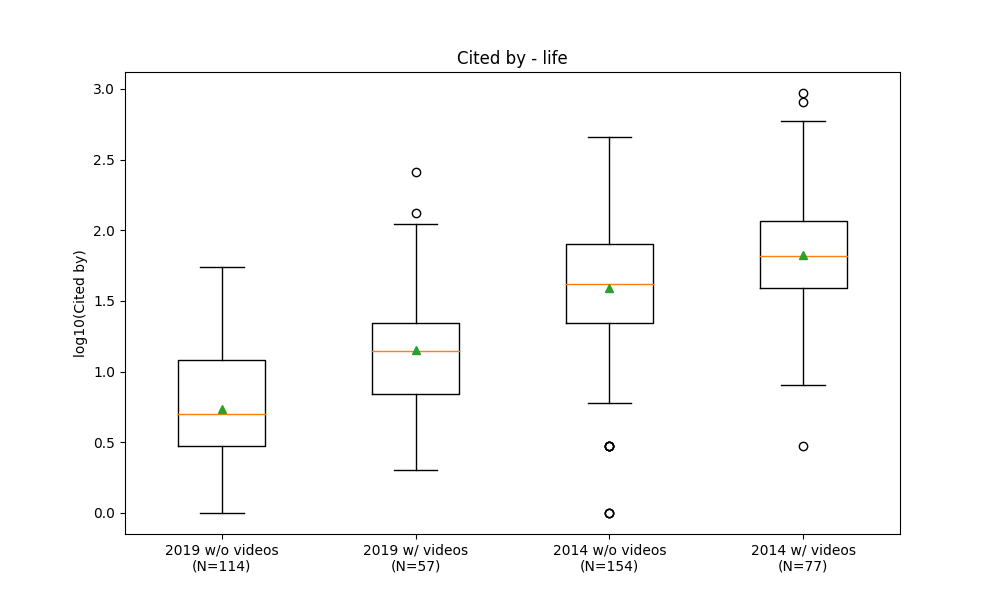 Cited by - life
log10(Cited by)
3.0
2.5
2.0
1.5
1.0
0.5
0.0
2019 w/o videos
(N=114)
2019 w/ videos
(N=57)
2014 w/o videos
(N=154)
2014 w/ videos
(N=77)